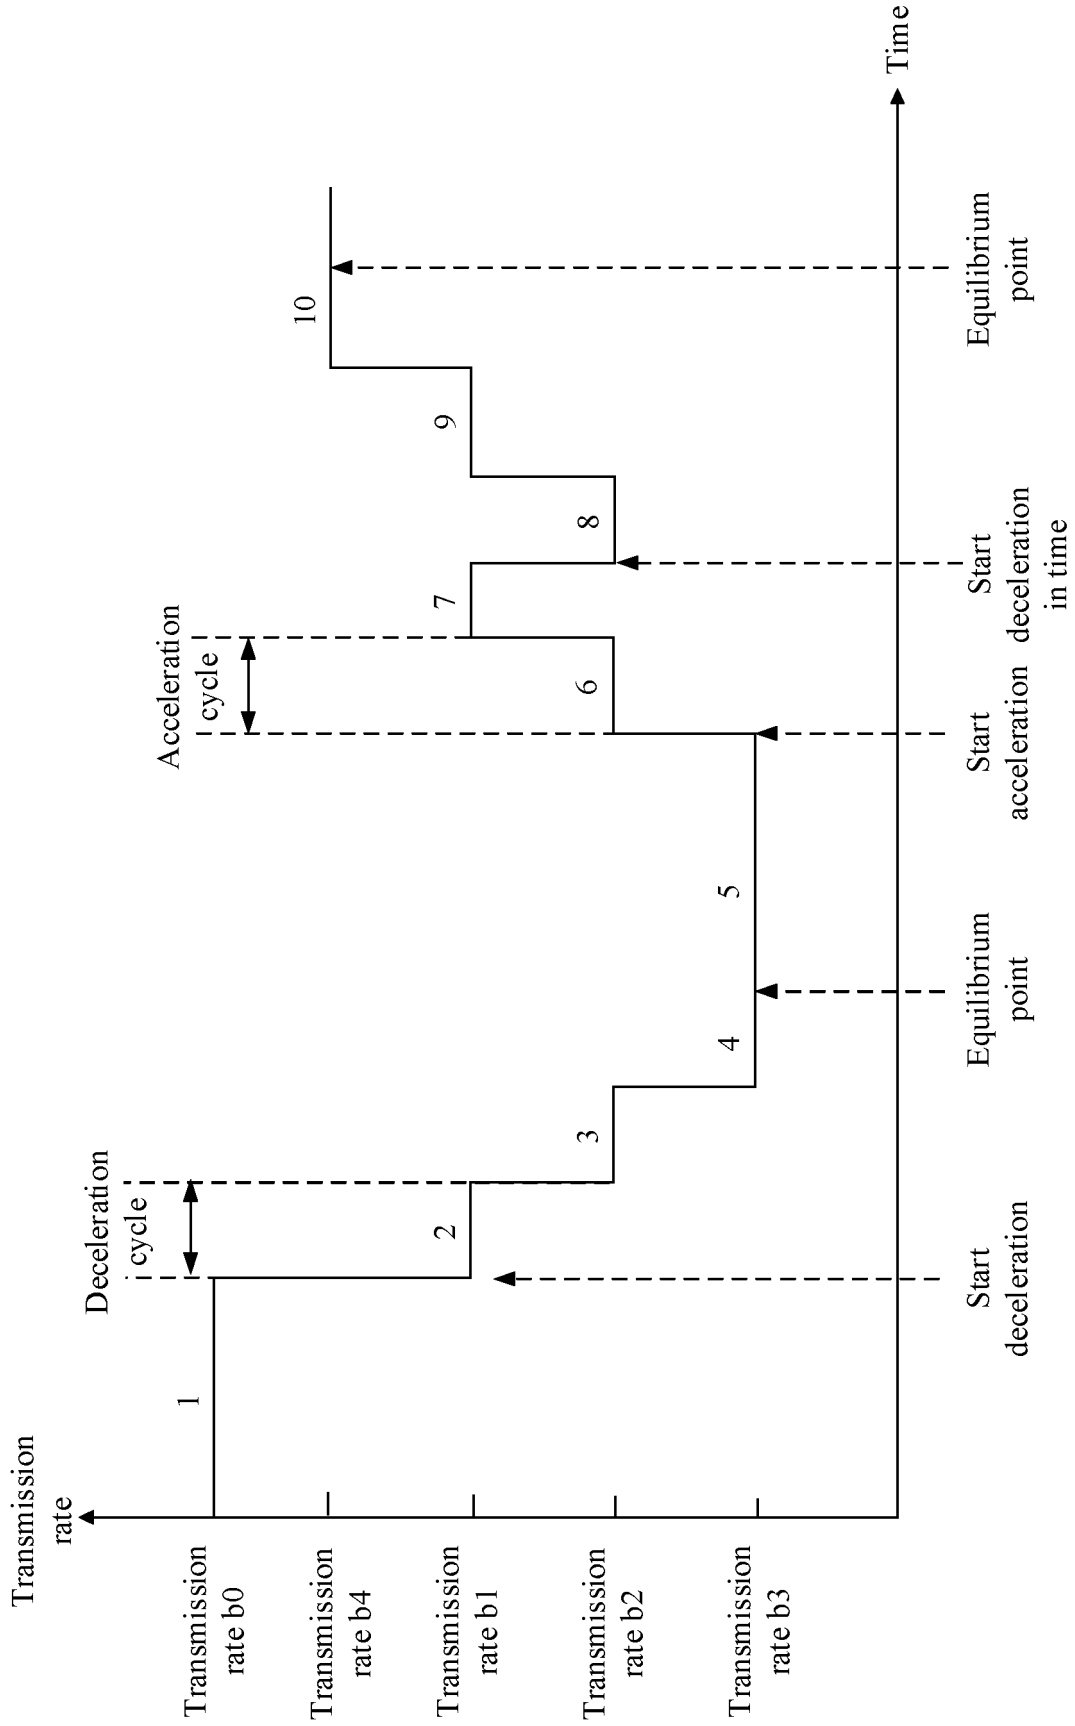 Transmission
rate
Transmission
rate b0
Transmission
rate b4
Transmission
rate b1
Transmission
rate b2
Transmission
rate b3
Deceleration
cycle
Acceleration
cycle
1
2
3
4
5
6
7
8
9
10
Start
deceleration
Equilibrium
point
Start
acceleration
Start
deceleration
in time
Equilibrium
point
Time